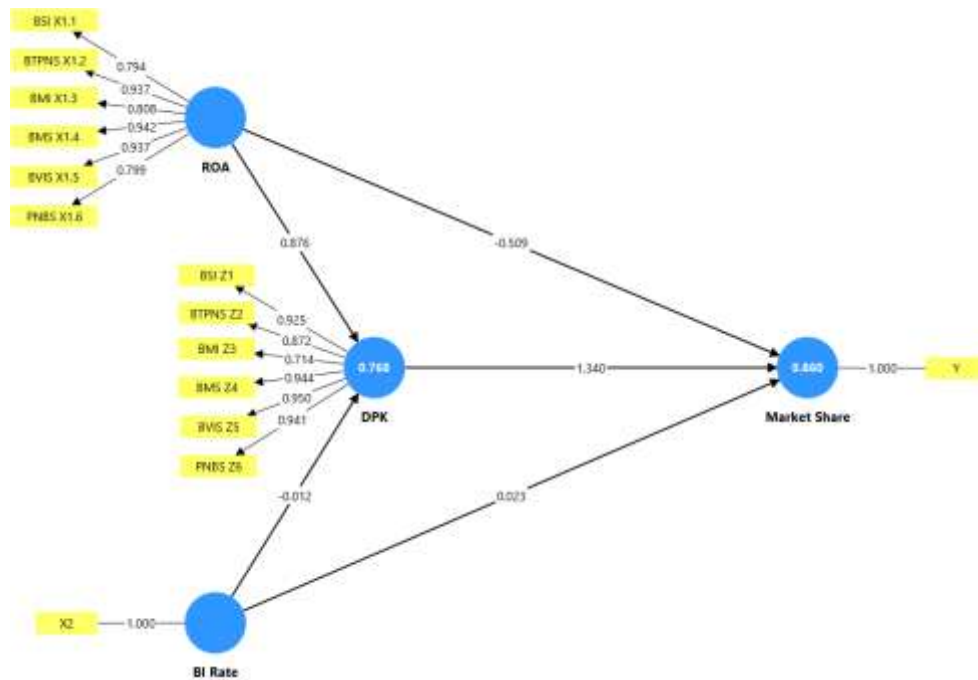 BSI X1.1
0.794
BTPNS X1.2
0.937
BMI X1.3
0.808
BMS X1.4
0.942
BVIS X1.5
0.937
PNBS X1.6
0.799
ROA
0.876
-0.509
BSI Z1
0.925
BTPNS Z2
0.872
BMI Z3
0.714
BMS Z4
0.944
BVIS Z5
0.950
PNBS Z6
0.941
0.768
DPK
1.340
0.860
Market Share
1.000
Y
-0.012
0.023
X2
1.000
BI Rate